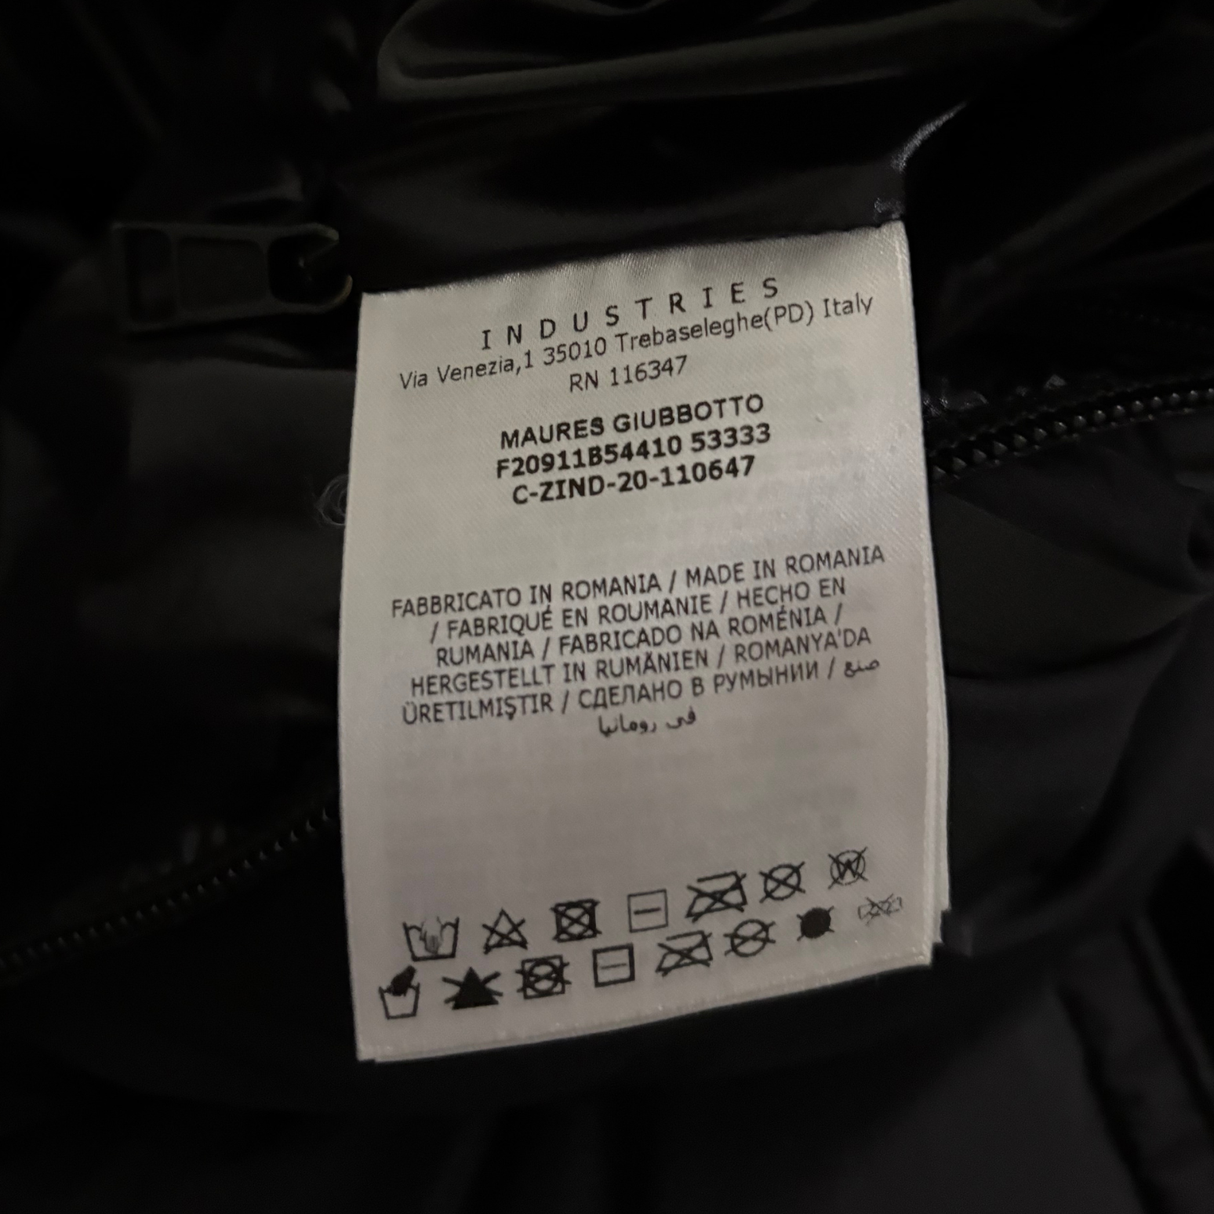 INDUSTRIES
Via Venezia,1 35010 Trebaseleghe(PD) Italy
RN 116347
MAURES GIUBBOTTO
F20911B54410 53333
C-ZIND-20-110647
FABBRICATO IN ROMANIA / MADE IN ROMANIA
/ FABRIQUÉ EN ROUMANIE / HECHO EN
RUMANIA / FABRICADO NA ROMÉNIA /
HERGESTELLT IN RUMÄNIEN / ROMANYA'DA
ÜRETILMIŞTIR / СДЕЛАНО В РУМЫНИИ / صنع
في رومانيا
W